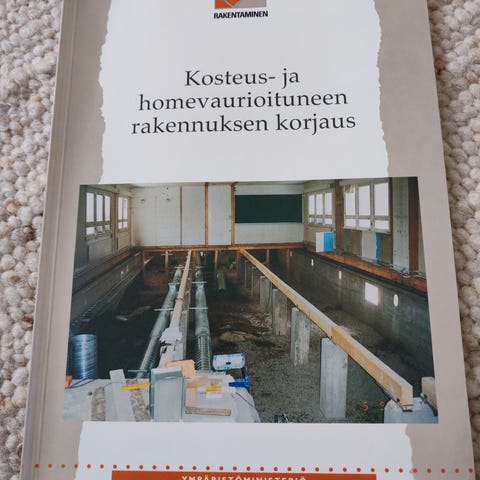 RAKENTAMINEN
Kosteus- ja
homevaurioituneen
rakennuksen korjaus
YMPÄRISTÖMINISTERIÖ